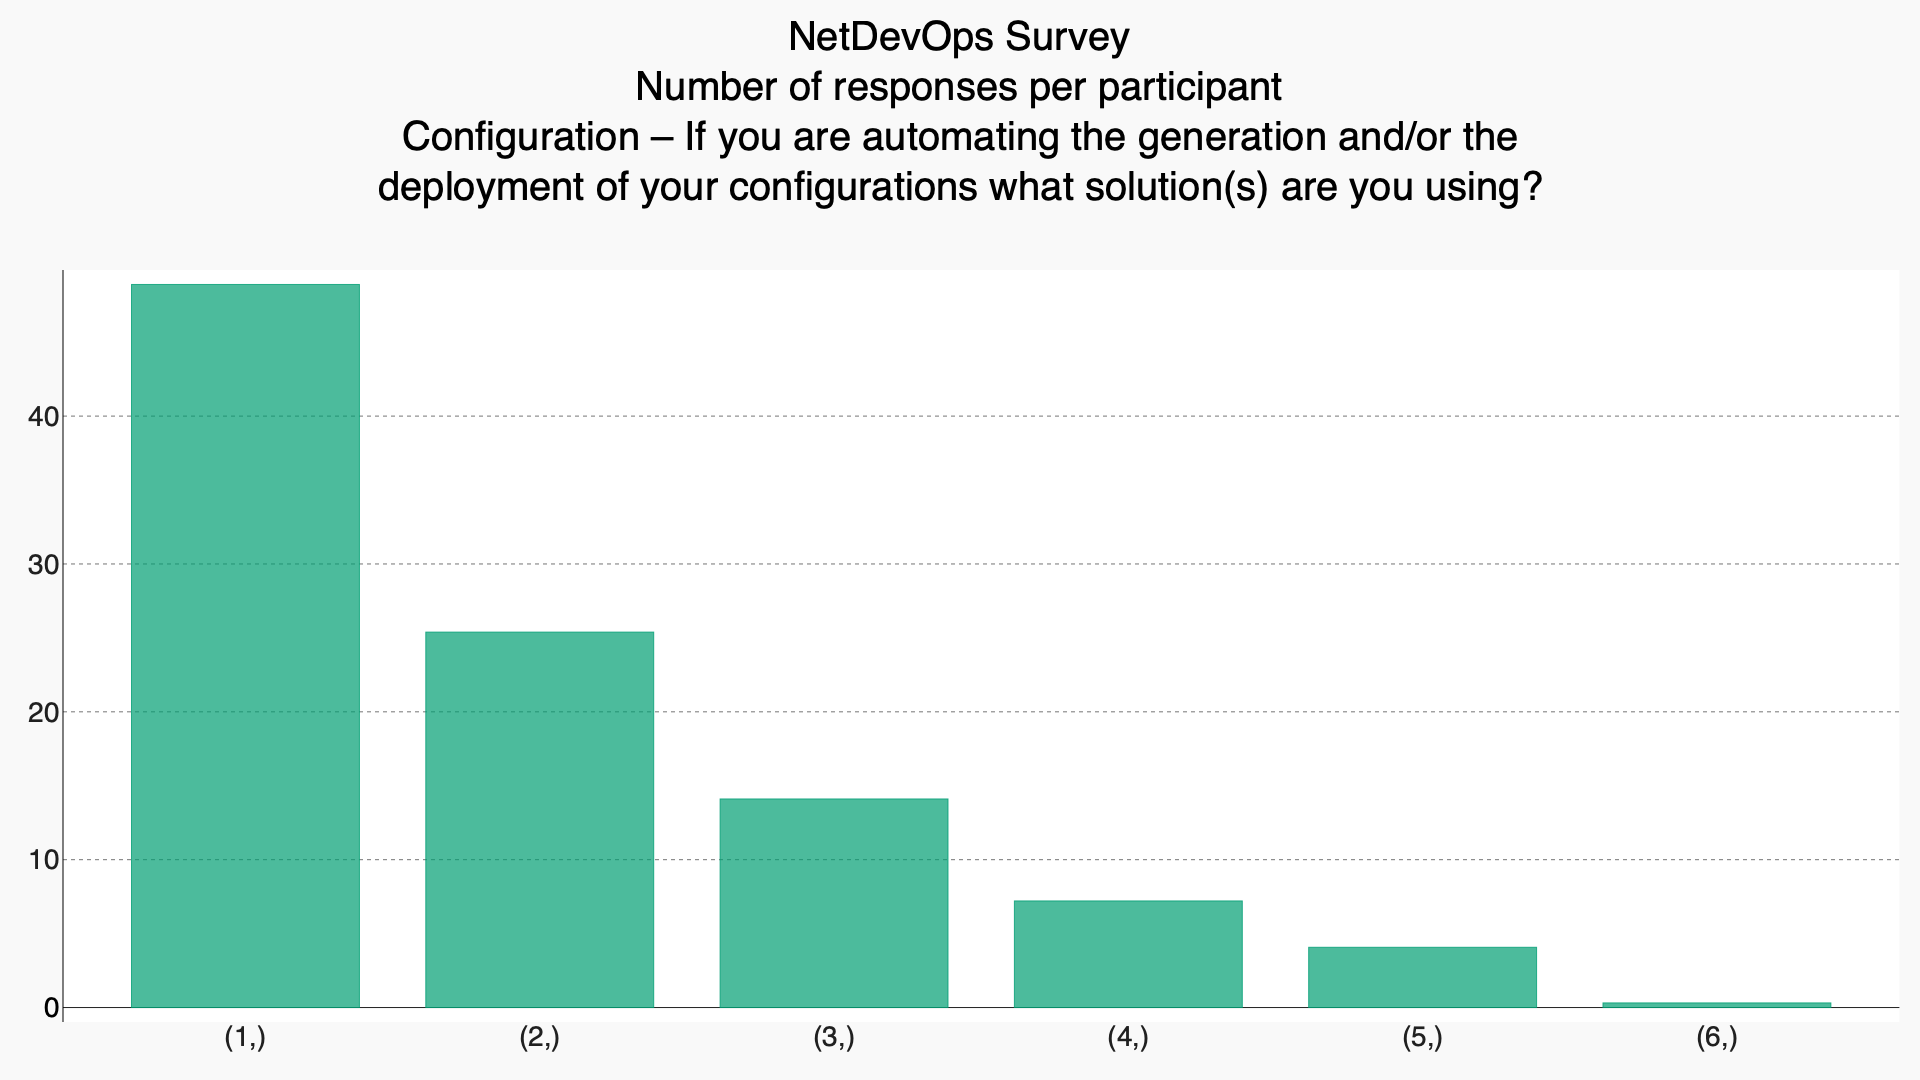 NetDevOps Survey
Number of responses per participant
Configuration – If you are automating the generation and/or the
deployment of your configurations what solution(s) are you using?
40
30
20
10
0
(1,)
(2,)
(3,)
(4,)
(5,)
(6,)